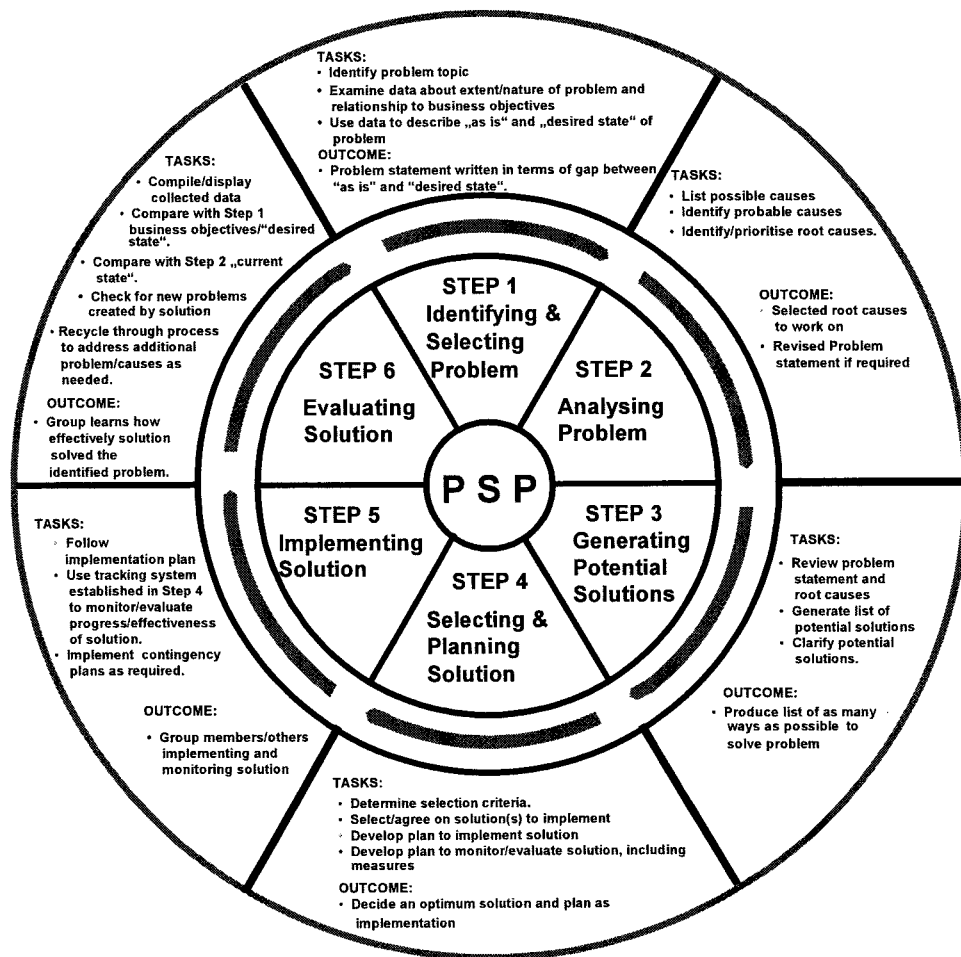 TASKS:
• Identify problem topic
• Examine data about extent/nature of problem and
relationship to business objectives
• Use data to describe „as is“ and „desired state“ of
problem
OUTCOME:
• Problem statement written in terms of gap between
“as is” and “desired state“.
TASKS:
• List possible causes
• Identify probable causes
• Identify/prioritise root causes.
OUTCOME:
• Selected root causes
to work on
• Revised Problem
statement if required
TASKS:
• Review problem
statement and
root causes
• Generate list of
potential solutions
• Clarify potential
solutions.
OUTCOME:
• Produce list of as many
ways as possible to
solve problem
TASKS:
• Determine selection criteria.
• Select/agree on solution(s) to implement
• Develop plan to implement solution
• Develop plan to monitor/evaluate solution, including
measures
OUTCOME:
• Decide an optimum solution and plan as
implementation
TASKS:
• Follow
implementation plan
• Use tracking system
established in Step 4
to monitor/evaluate
progress/effectiveness
of solution.
• Implement contingency
plans as required.
OUTCOME:
• Group members/others
implementing and
monitoring solution
TASKS:
• Compile/display
collected data
• Compare with Step 1
business objectives/“desired
state“.
• Compare with Step 2 „current
state“.
• Check for new problems
created by solution
• Recycle through process
to address additional
problem/causes as
needed.
OUTCOME:
• Group learns how
effectively solution
solved the
identified problem.
STEP 1
Identifying &
Selecting
Problem
STEP 2
Analysing
Problem
STEP 3
Generating
Potential
Solutions
STEP 4
Selecting &
Planning
Solution
STEP 5
Implementing
Solution
STEP 6
Evaluating
Solution
P S P